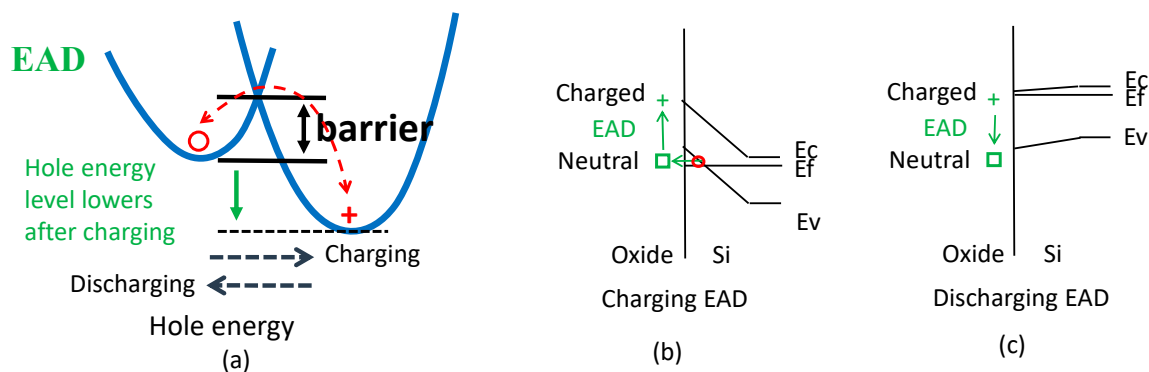 EAD
barrier
Hole energy
level lowers
after charging
+
Charging
Discharging
Hole energy
(a)
Charged +
EAD
Neutral
Ec
Ef
Ev
Oxide Si
Charging EAD
(b)
Charged +
EAD
Neutral
Ec
Ef
Ev
Oxide Si
Discharging EAD
(c)